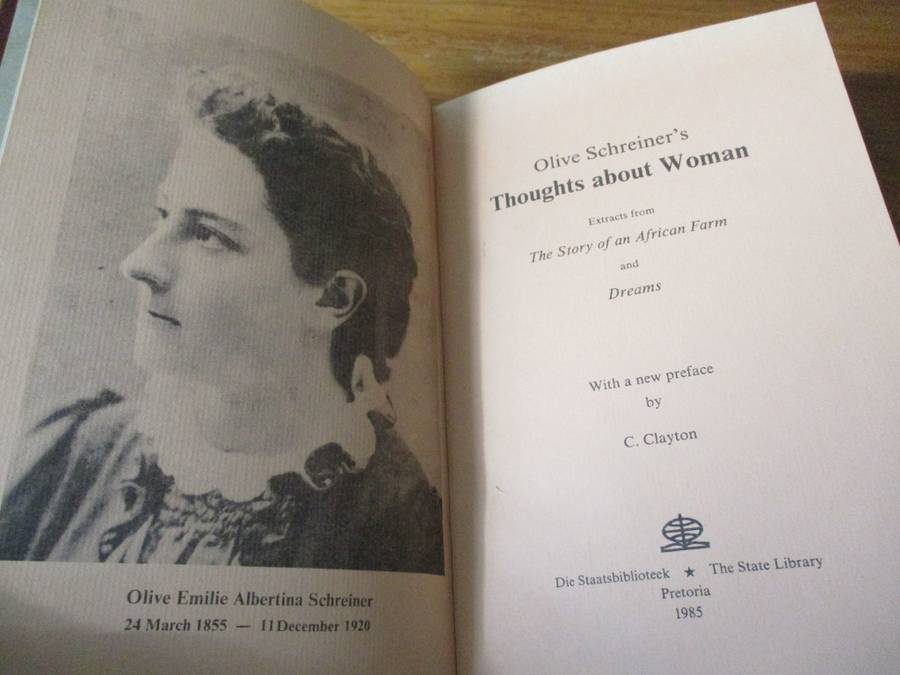 Olive Emilie Albertina Schreiner
24 March 1855 — 11 December 1920
Olive Schreiner's
Thoughts about Woman
Extracts from
The Story of an African Farm
and
Dreams
With a new preface
by
C. Clayton
Die Staatsbiblioteek ★ The State Library
Pretoria
1985